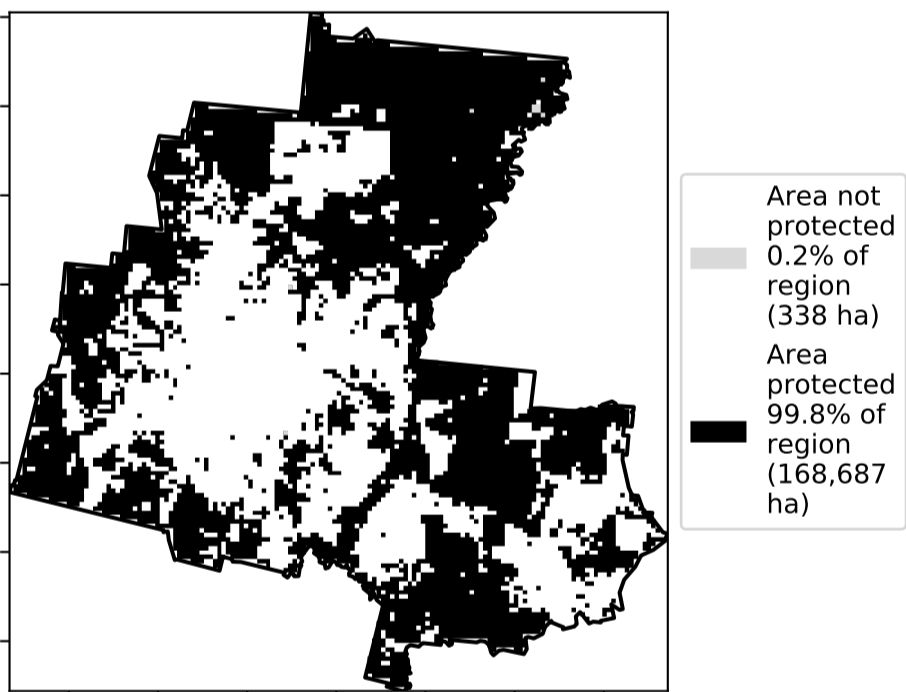 Area not
protected
0.2% of
region
(338 ha)
Area
protected
99.8% of
region
(168,687
ha)